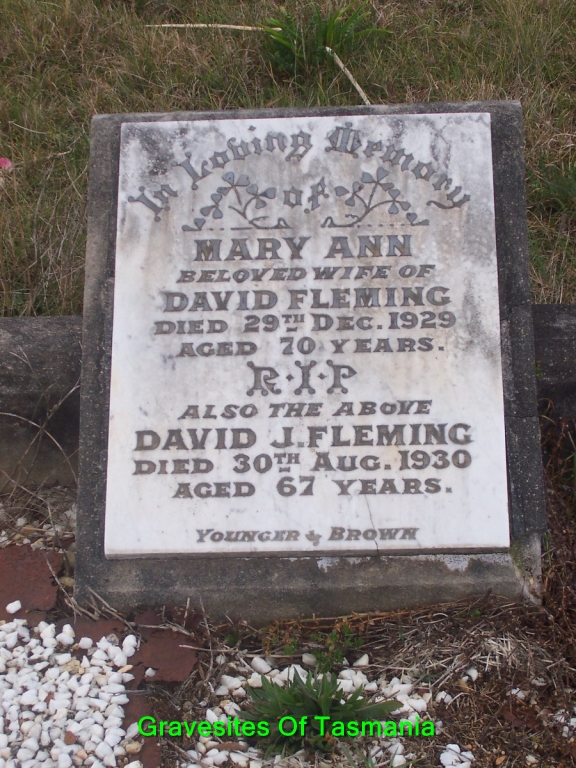 In Loving Memory
of
MARY ANN
BELOVED WIFE OF
DAVID FLEMING
DIED 29TH DEC. 1929
AGED 70 YEARS.
R·I·P
ALSO THE ABOVE
DAVID J. FLEMING
DIED 30TH AUG. 1930
AGED 67 YEARS.
YOUNGER & BROWN
Gravesites Of Tasmania